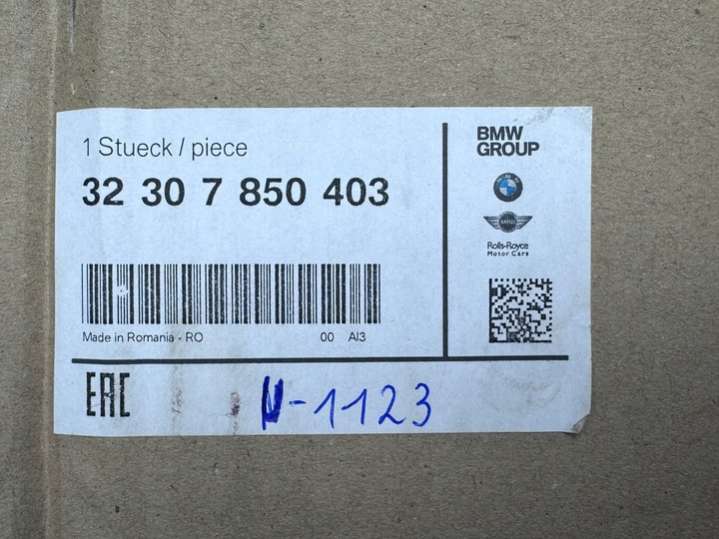 1 Stueck / piece
32 30 7 850 403
Made in Romania - RO 00 AI3
EAC
N-1123
BMW
GROUP
Rolls-Royce
Motor Cars